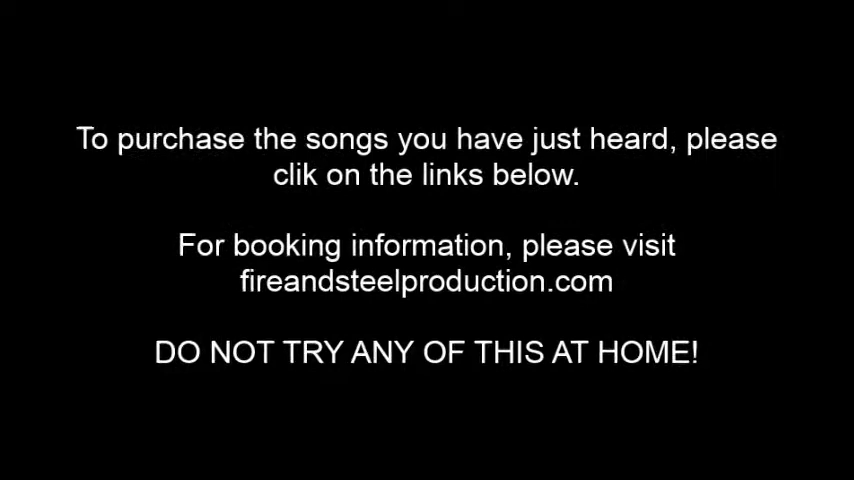 To purchase the songs you have just heard, please
clik on the links below.
For booking information, please visit
fireandsteelproduction.com
DO NOT TRY ANY OF THIS AT HOME!